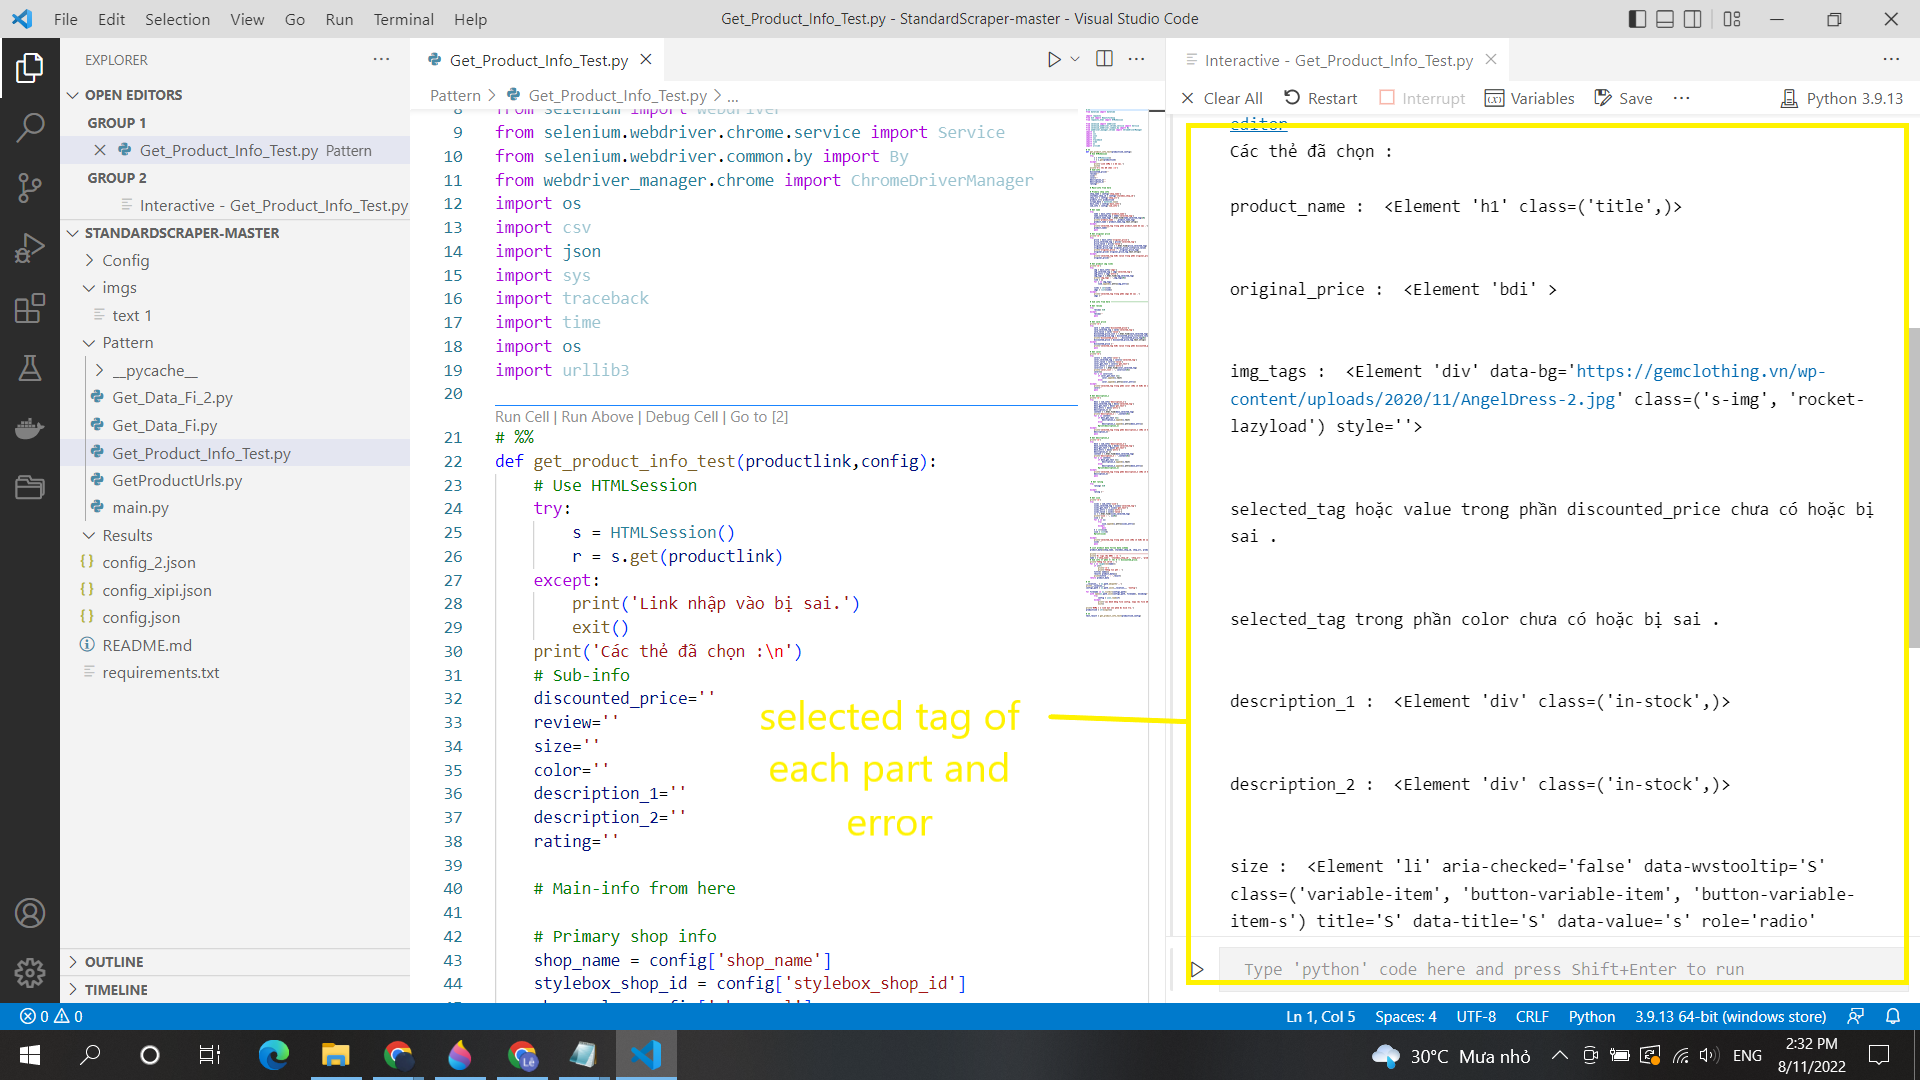 File Edit Selection View Go Run Terminal Help
Get_Product_Info_Test.py - StandardScraper-master - Visual Studio Code
EXPLORER
OPEN EDITORS
GROUP 1
Get_Product_Info_Test.py Pattern
GROUP 2
Interactive - Get_Product_Info_Test.py
STANDARDSCRAPER-MASTER
Config
imgs
text 1
Pattern
__pycache__
Get_Data_Fi_2.py
Get_Data_Fi.py
Get_Product_Info_Test.py
GetProductUrls.py
main.py
Results
config_2.json
config_xipi.json
config.json
README.md
requirements.txt
OUTLINE
TIMELINE
Get_Product_Info_Test.py
Pattern > Get_Product_Info_Test.py > ...
8 from selenium import webdriver
9 from selenium.webdriver.chrome.service import Service
10 from selenium.webdriver.common.by import By
11 from webdriver_manager.chrome import ChromeDriverManager
12 import os
13 import csv
14 import json
15 import sys
16 import traceback
17 import time
18 import os
19 import urllib3
20
Run Cell | Run Above | Debug Cell | Go to [2]
21 # %%
22 def get_product_info_test(productlink,config):
23 # Use HTMLSession
24 try:
25 s = HTMLSession()
26 r = s.get(productlink)
27 except:
28 print('Link nhập vào bị sai.')
29 exit()
30 print('Các thẻ đã chọn :\n')
31 # Sub-info
32 discounted_price=''
33 review=''
34 size=''
35 color=''
36 description_1=''
37 description_2=''
38 rating=''
39
40 # Main-info from here
41
42 # Primary shop info
43 shop_name = config['shop_name']
44 stylebox_shop_id = config['stylebox_shop_id']
selected tag of
each part and
error
Interactive - Get_Product_Info_Test.py
Clear All Restart Interrupt Variables Save ... Python 3.9.13
editor
Các thẻ đã chọn :
product_name :  <Element 'h1' class=('title',)>
original_price :  <Element 'bdi' >
img_tags :  <Element 'div' data-bg='https://gemclothing.vn/wp-
content/uploads/2020/11/AngelDress-2.jpg' class=('s-img', 'rocket-
lazyload') style=''>
selected_tag hoặc value trong phần discounted_price chưa có hoặc bị
sai .
selected_tag trong phần color chưa có hoặc bị sai .
description_1 :  <Element 'div' class=('in-stock',)>
description_2 :  <Element 'div' class=('in-stock',)>
size :  <Element 'li' aria-checked='false' data-wvstooltip='S'
class=('variable-item', 'button-variable-item', 'button-variable-
item-s') title='S' data-title='S' data-value='s' role='radio'
Type 'python' code here and press Shift+Enter to run
0 0
Ln 1, Col 5 Spaces: 4 UTF-8 CRLF Python 3.9.13 64-bit (windows store)
30°C Mưa nhỏ ENG
2:32 PM
8/11/2022